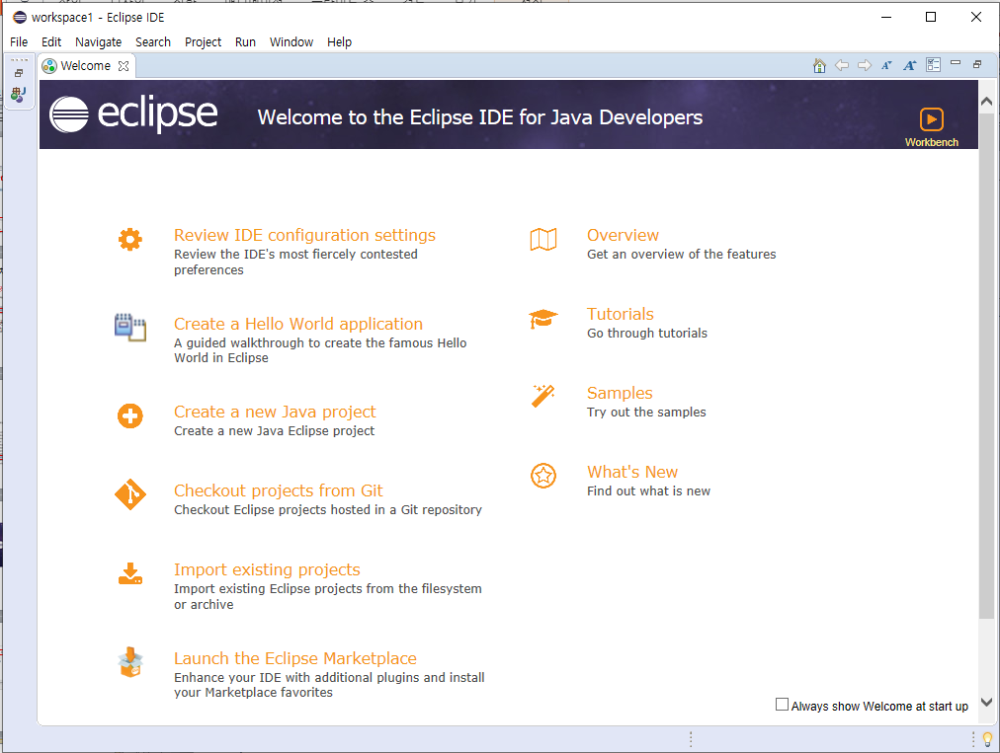 workspace1 - Eclipse IDE
File Edit Navigate Search Project Run Window Help
Welcome
eclipse
Welcome to the Eclipse IDE for Java Developers
Workbench
Review IDE configuration settings
Review the IDE's most fiercely contested
preferences
Create a Hello World application
A guided walkthrough to create the famous Hello
World in Eclipse
Create a new Java project
Create a new Java Eclipse project
Checkout projects from Git
Checkout Eclipse projects hosted in a Git repository
Import existing projects
Import existing Eclipse projects from the filesystem
or archive
Launch the Eclipse Marketplace
Enhance your IDE with additional plugins and install
your Marketplace favorites
Overview
Get an overview of the features
Tutorials
Go through tutorials
Samples
Try out the samples
What's New
Find out what is new
Always show Welcome at start up